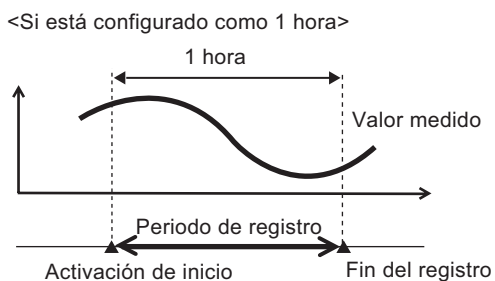 <Si está configurado como 1 hora>
1 hora
Valor medido
Periodo de registro
Activación de inicio
Fin del registro